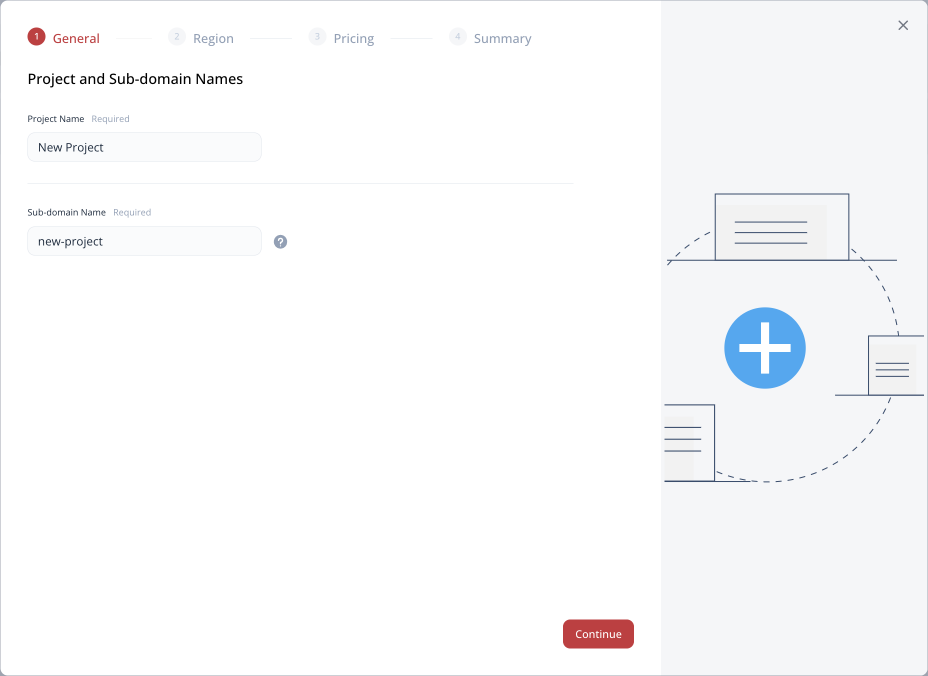 1 General 2 Region 3 Pricing 4 Summary
Project and Sub-domain Names
Project Name Required
New Project
Sub-domain Name Required
new-project ?
Continue